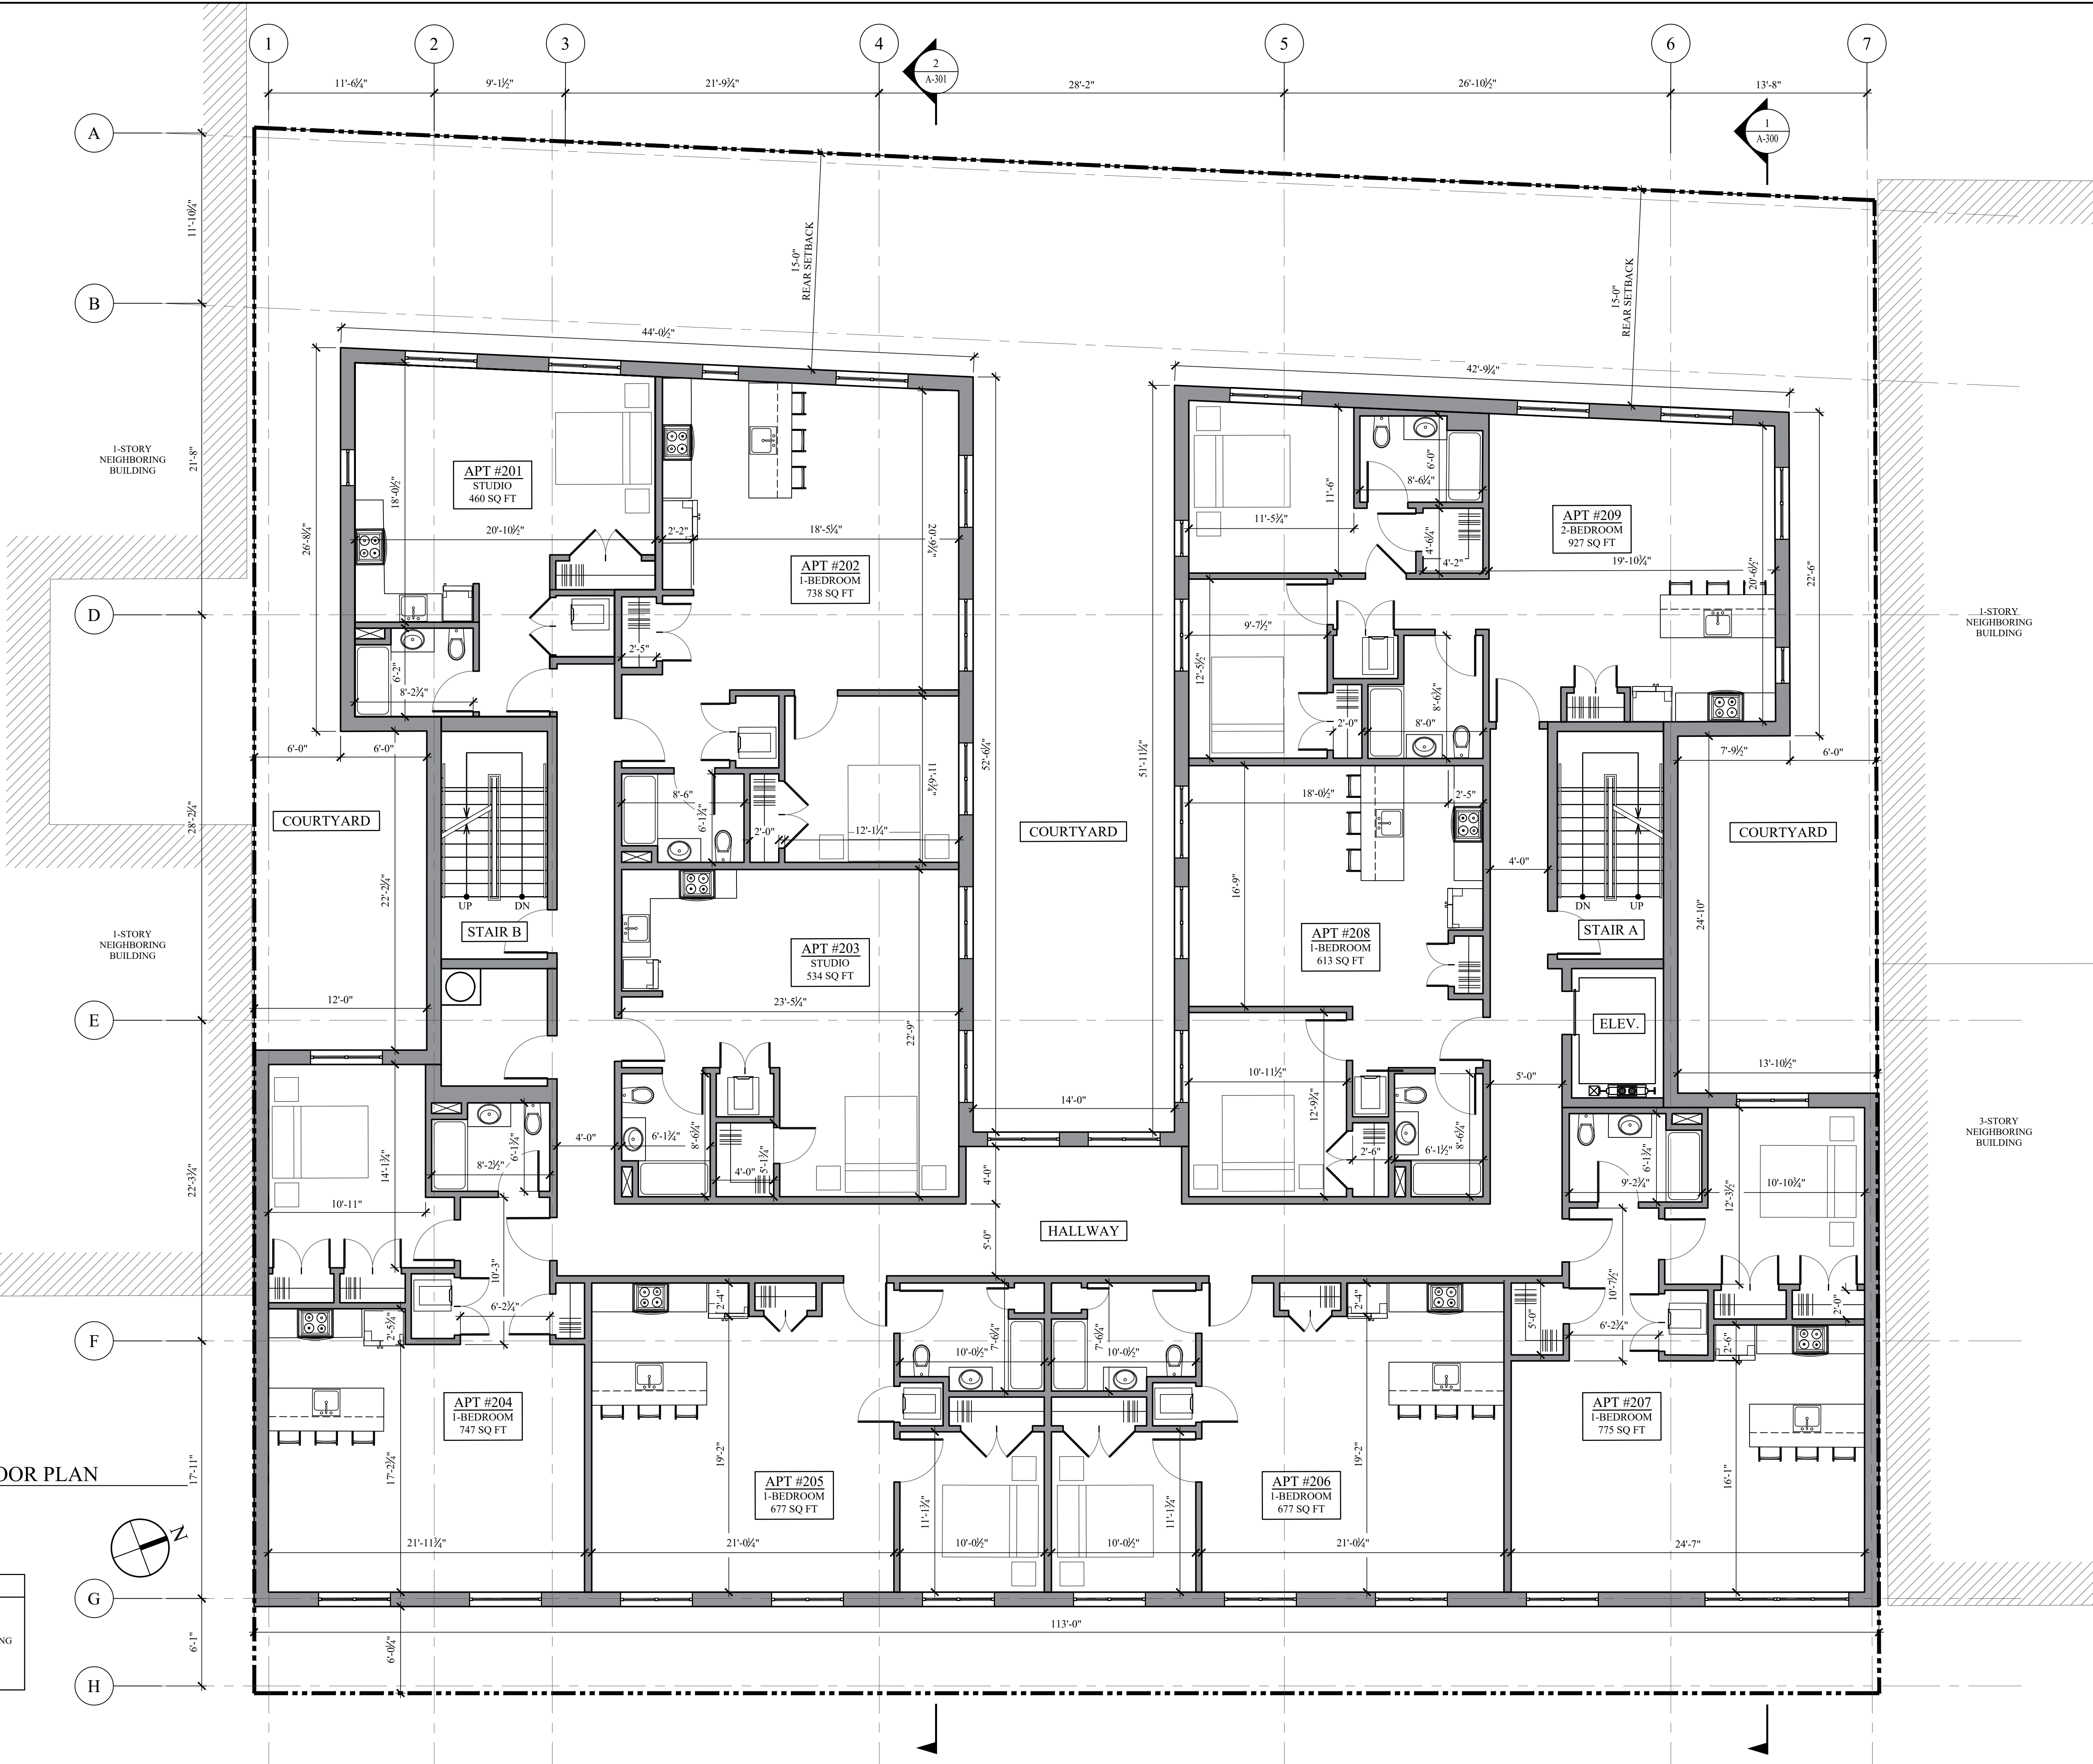 1
2
3
4
5
6
7
2
A-301
1
A-300
11'-6¼"
9'-1½"
21'-9¾"
28'-2"
26'-10½"
13'-8"
A
B
D
E
F
G
H
11'-10¼"
21'-8"
28'-2¼"
22'-3¾"
17'-11"
6'-1"
15'-0"
REAR SETBACK
15'-0"
REAR SETBACK
44'-0½"
42'-9¼"
1-STORY
NEIGHBORING
BUILDING
1-STORY
NEIGHBORING
BUILDING
1-STORY
NEIGHBORING
BUILDING
3-STORY
NEIGHBORING
BUILDING
26'-8¼"
18'-0½"
APT #201
STUDIO
460 SQ FT
20'-10½"
2'-2"
18'-5¼"
20'-9¾"
APT #202
1-BEDROOM
738 SQ FT
6'-2"
8'-2¾"
2'-5"
6'-0"
6'-0"
52'-6¼"
51'-11¼"
11'-6¾"
8'-6"
6'-1¾"
2'-0"
12'-1¼"
COURTYARD
COURTYARD
COURTYARD
22'-2¼"
UP
DN
STAIR B
12'-0"
APT #203
STUDIO
534 SQ FT
23'-5¼"
22'-9"
14'-0"
11'-6"
11'-5¾"
6'-0"
8'-6¼"
4'-6¼"
4'-2"
APT #209
2-BEDROOM
927 SQ FT
19'-10¾"
20'-6½"
22'-6"
9'-7½"
12'-5½"
2'-0"
8'-0"
8'-6¾"
7'-9½"
6'-0"
18'-0½"
2'-5"
16'-9"
4'-0"
DN
UP
STAIR A
24'-10"
APT #208
1-BEDROOM
613 SQ FT
ELEV.
13'-10½"
10'-11½"
12'-9¾"
2'-6"
6'-1½"
8'-6¾"
5'-0"
14'-1¾"
10'-11"
8'-2½"
6'-1¾"
4'-0"
6'-1¾"
8'-6¾"
4'-0"
5'-1¾"
4'-0"
5'-0"
HALLWAY
9'-2¾"
6'-1¾"
12'-3½"
10'-10¾"
10'-3"
6'-2¾"
2'-5¾"
2'-4"
7'-6¼"
10'-0½"
7'-6¼"
10'-0½"
2'-4"
5'-0"
10'-7½"
6'-2¾"
2'-6"
2'-0"
APT #204
1-BEDROOM
747 SQ FT
17'-2¾"
21'-11¾"
APT #205
1-BEDROOM
677 SQ FT
19'-2"
21'-0¼"
11'-1¾"
10'-0½"
10'-0½"
11'-1¾"
APT #206
1-BEDROOM
677 SQ FT
19'-2"
21'-0¼"
APT #207
1-BEDROOM
775 SQ FT
16'-1"
24'-7"
OOR PLAN
N
NG
113'-0"
6'-0¼"